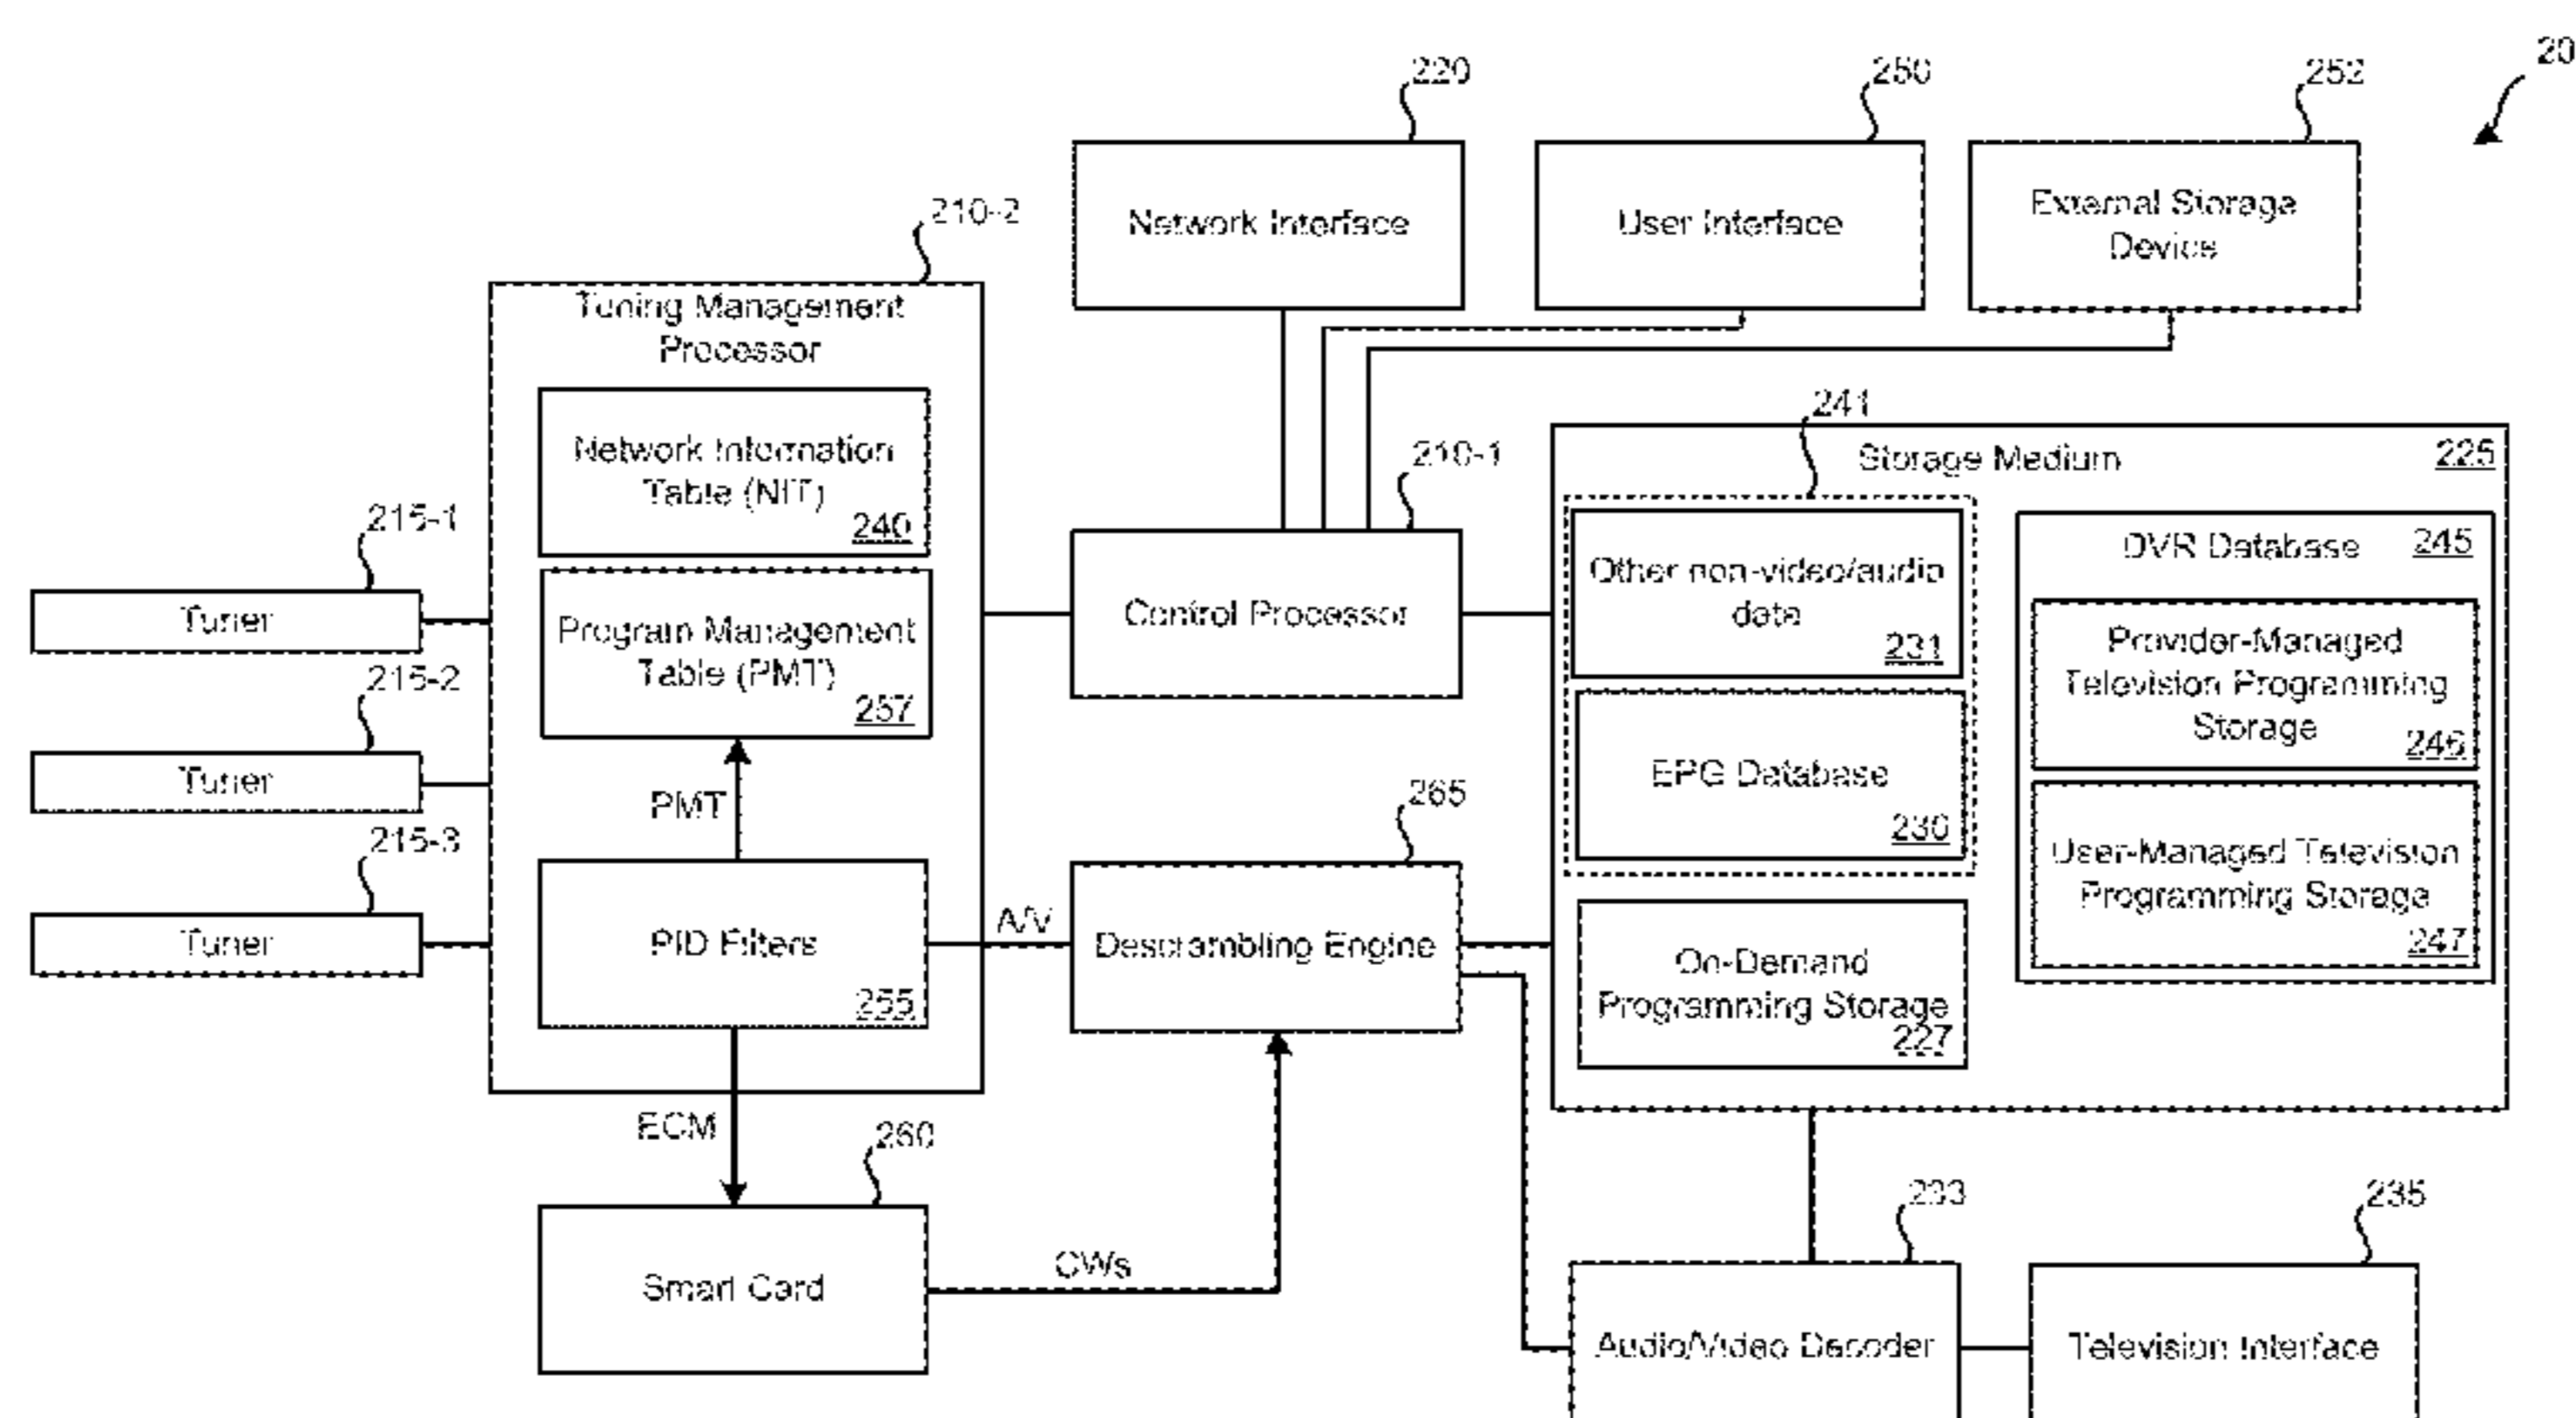 20
220
250
252
Network Interface
User Interface
External Storage
Device
210-2
Tuning Management
Processor
Network Information
Table (NIT)
240
Program Management
Table (PMT)
257
PMT
PID Filters
255
215-1
Tuner
215-2
Tuner
215-3
Tuner
210-1
Control Processor
265
A/V
Descrambling Engine
ECM
260
Smart Card
CWs
241
Storage Medium
225
Other non-video/audio
data
231
EPG Database
230
On-Demand
Programming Storage
227
DVR Database
245
Provider-Managed
Television Programming
Storage
246
User-Managed Television
Programming Storage
247
233
Audio/Video Decoder
235
Television Interface